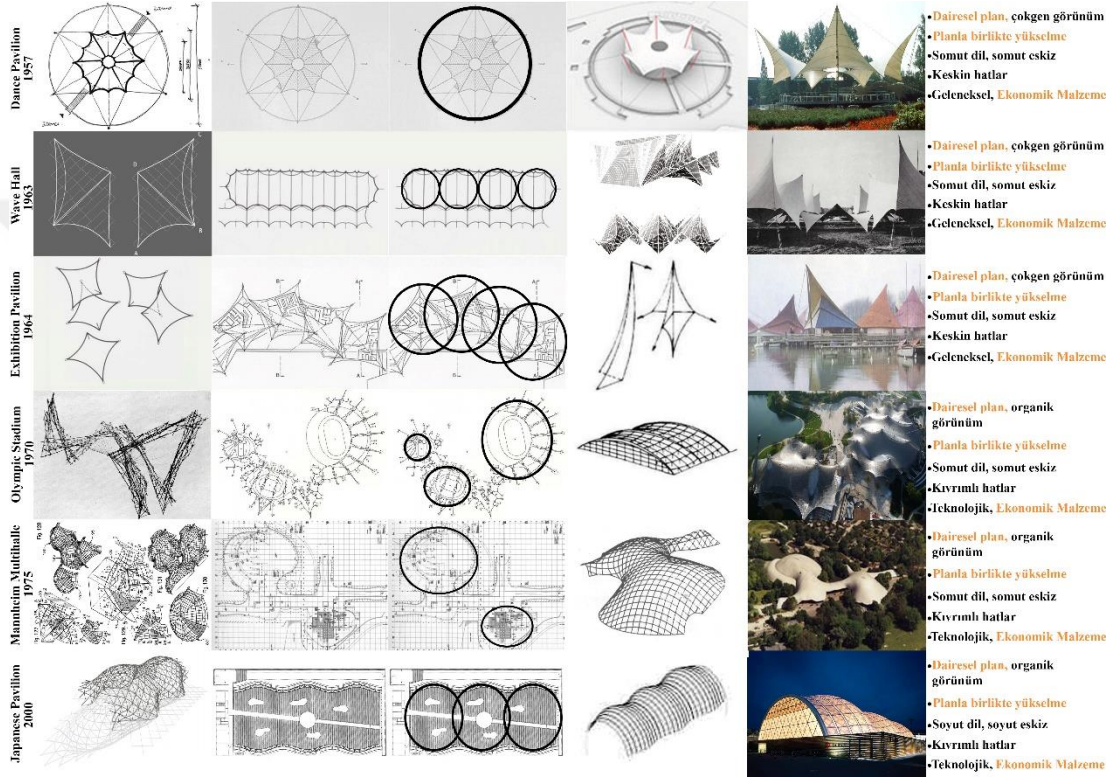 Dance Pavilion
1957
•Dairesel plan, çokgen görünüm
•Planla birlikte yükselme
•Somut dil, somut eskiz
•Keskin hatlar
•Geleneksel, Ekonomik Malzeme
Wave Hall
1963
•Dairesel plan, çokgen görünüm
•Planla birlikte yükselme
•Somut dil, somut eskiz
•Keskin hatlar
•Geleneksel, Ekonomik Malzeme
Exhibition Pavilion
1964
•Dairesel plan, çokgen görünüm
•Planla birlikte yükselme
•Somut dil, somut eskiz
•Keskin hatlar
•Geleneksel, Ekonomik Malzeme
Olympic Stadium
1970
•Dairesel plan, organik
görünüm
•Planla birlikte yükselme
•Somut dil, somut eskiz
•Kıvrımlı hatlar
•Teknolojik, Ekonomik Malzeme
Mannheim Multihalle
1975
•Dairesel plan, organik
görünüm
•Planla birlikte yükselme
•Somut dil, somut eskiz
•Kıvrımlı hatlar
•Teknolojik, Ekonomik Malzeme
Japanese Pavilion
2000
•Dairesel plan, organik
görünüm
•Planla birlikte yükselme
•Soyut dil, soyut eskiz
•Kıvrımlı hatlar
•Teknolojik, Ekonomik Malzeme